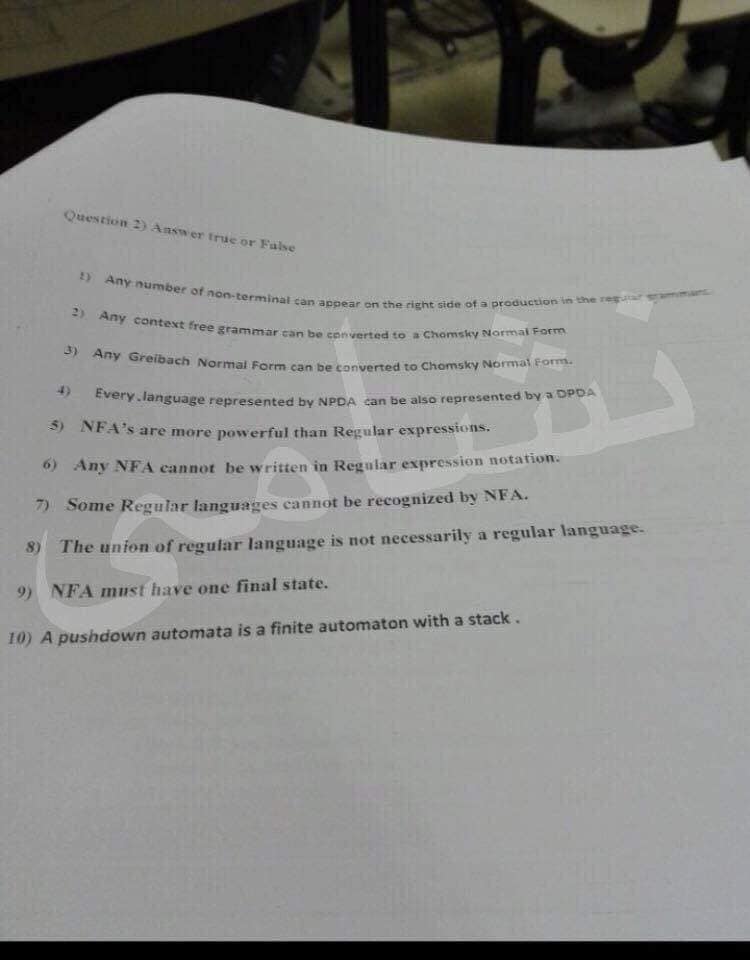 Question 2) Answer true or False
1) Any number of non-terminal can appear on the right side of a production in the regular grammars.
2) Any context free grammar can be converted to a Chomsky Normal Form
3) Any Greibach Normal Form can be converted to Chomsky Normal Form.
4) Every.language represented by NPDA can be also represented by a DPDA
5) NFA's are more powerful than Regular expressions.
6) Any NFA cannot be written in Regular expression notation.
7) Some Regular languages cannot be recognized by NFA.
8) The union of regular language is not necessarily a regular language.
9) NFA must have one final state.
10) A pushdown automata is a finite automaton with a stack .
نشامى